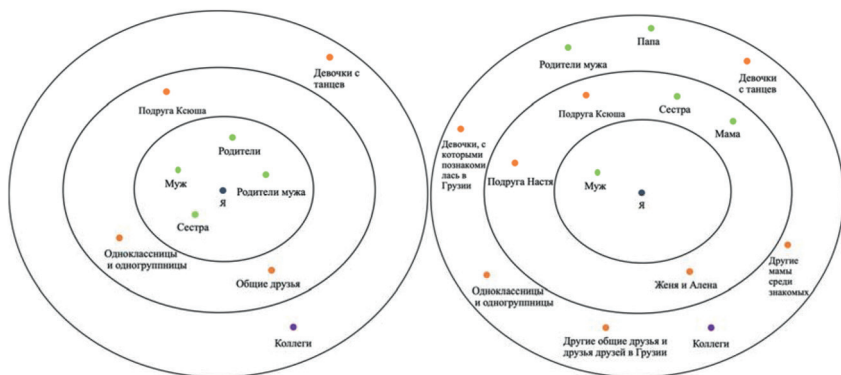 Девочки с
танцев
Подруга Ксюша
Родители
Муж
Родители мужа
Я
Сестра
Одноклассницы
и одногруппницы
Общие друзья
Коллеги
Папа
Родители мужа
Девочки
с танцев
Подруга Ксюша
Сестра
Мама
Девочки, с
которыми
познакоми
лась в
Грузии
Подруга Настя
Муж
Я
Другие
мамы
среди
знакомых
Женя и Алена
Одноклассницы
и одногруппницы
Другие общие друзья и
друзья друзей в Грузии
Коллеги